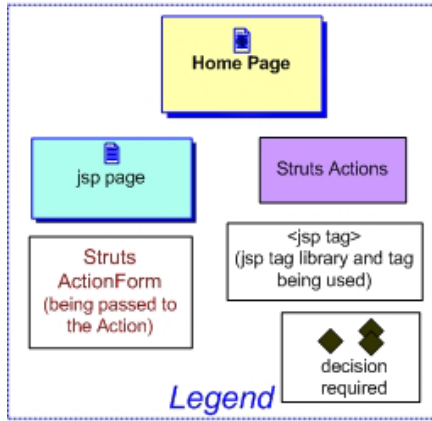 Home Page
jsp page
Struts Actions
Struts
ActionForm
(being passed to
the Action)
<jsp tag>
(jsp tag library and tag
being used)
decision
required
Legend